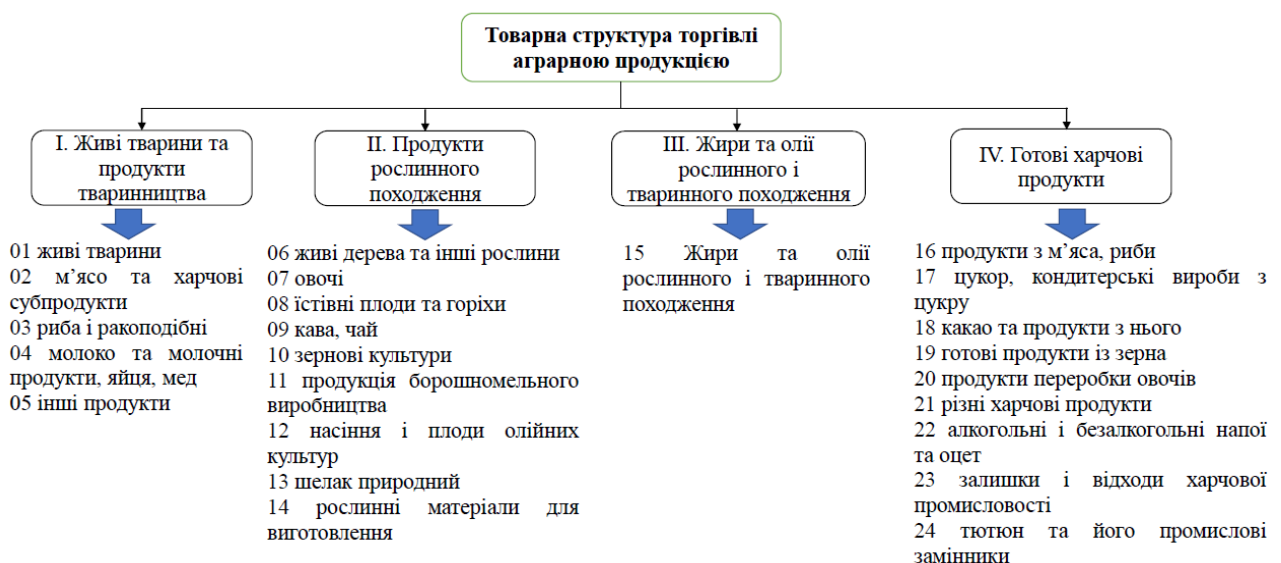 Товарна структура торгівлі
аграрною продукцією
I. Живі тварини та
продукти
тваринництва
II. Продукти
рослинного
походження
III. Жири та олії
рослинного і
тваринного походження
IV. Готові харчові
продукти
01 живі тварини
02 м’ясо та харчові
субпродукти
03 риба і ракоподібні
04 молоко та молочні
продукти, яйця, мед
05 інші продукти
06 живі дерева та інші рослини
07 овочі
08 їстівні плоди та горіхи
09 кава, чай
10 зернові культури
11 продукція борошномельного
виробництва
12 насіння і плоди олійних
культур
13 шелак природний
14 рослинні матеріали для
виготовлення
15 Жири та олії
рослинного і тваринного
походження
16 продукти з м’яса, риби
17 цукор, кондитерські вироби з
цукру
18 какао та продукти з нього
19 готові продукти із зерна
20 продукти переробки овочів
21 різні харчові продукти
22 алкогольні і безалкогольні напої
та оцет
23 залишки і відходи харчової
промисловості
24 тютюн та його промислові
замінники